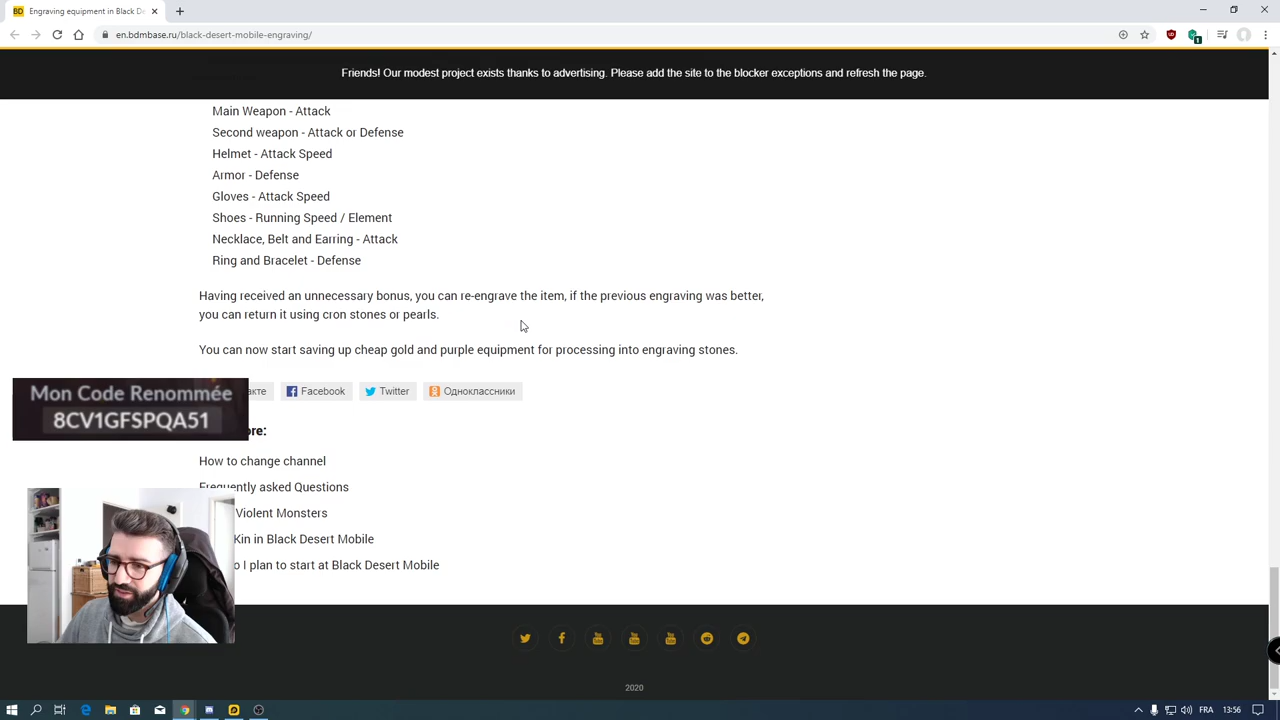 Engraving equipment in Black De
en.bdmbase.ru/black-desert-mobile-engraving/
Friends! Our modest project exists thanks to advertising. Please add the site to the blocker exceptions and refresh the page.
Main Weapon - Attack
Second weapon - Attack or Defense
Helmet - Attack Speed
Armor - Defense
Gloves - Attack Speed
Shoes - Running Speed / Element
Necklace, Belt and Earring - Attack
Ring and Bracelet - Defense
Having received an unnecessary bonus, you can re-engrave the item, if the previous engraving was better,
you can return it using cron stones or pearls.
You can now start saving up cheap gold and purple equipment for processing into engraving stones.
Facebook Twitter Одноклассники
Mon Code Renommée
8CV1GFSPQA51
How to change channel
Frequently asked Questions
Violent Monsters
Kin in Black Desert Mobile
I plan to start at Black Desert Mobile
2020
FRA 13:56